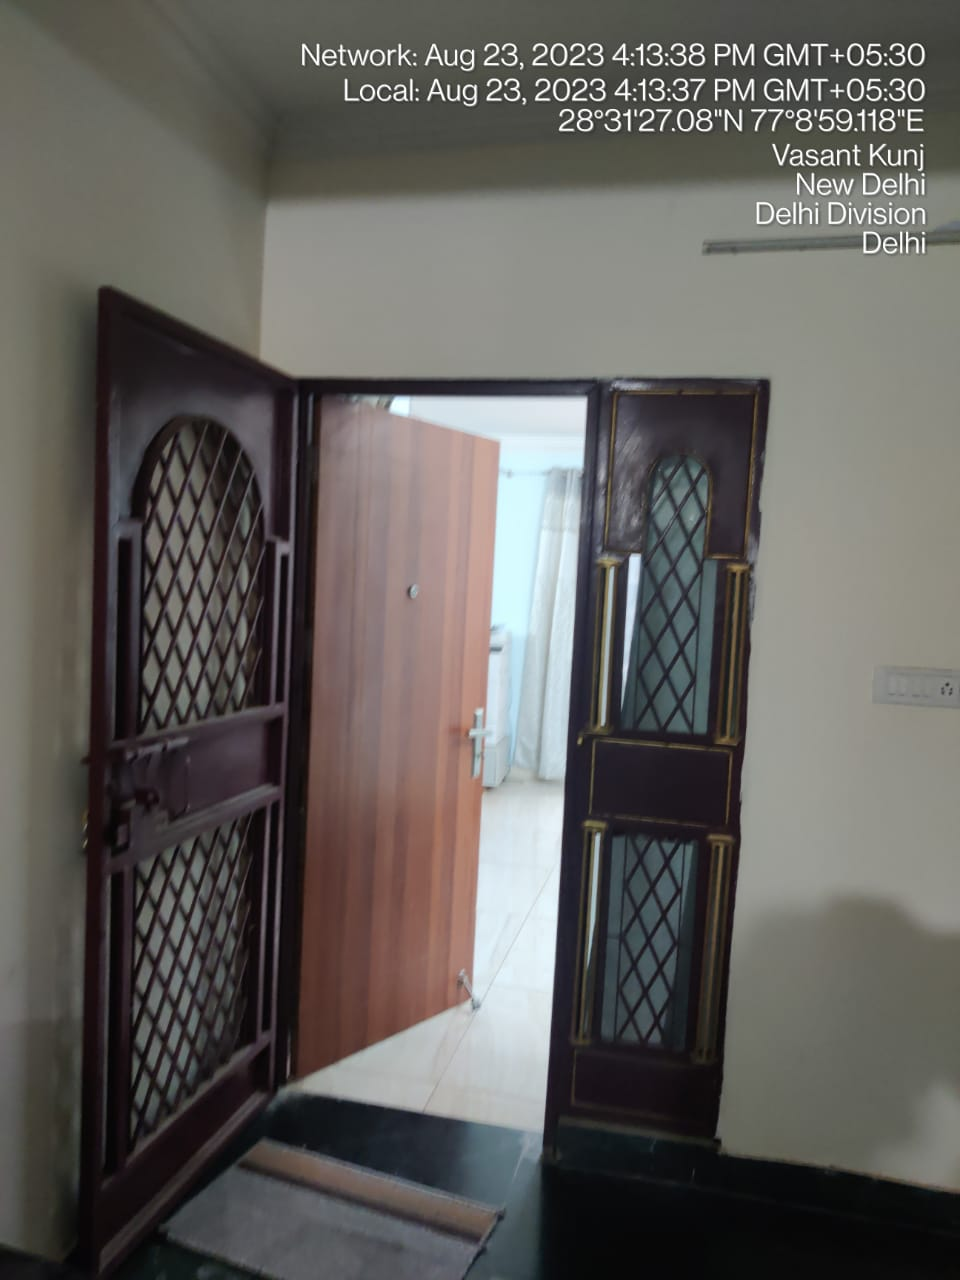 Network: Aug 23, 2023 4:13:38 PM GMT+05:30
Local: Aug 23, 2023 4:13:37 PM GMT+05:30
28°31'27.08"N 77°8'59.118"E
Vasant Kunj
New Delhi
Delhi Division
Delhi